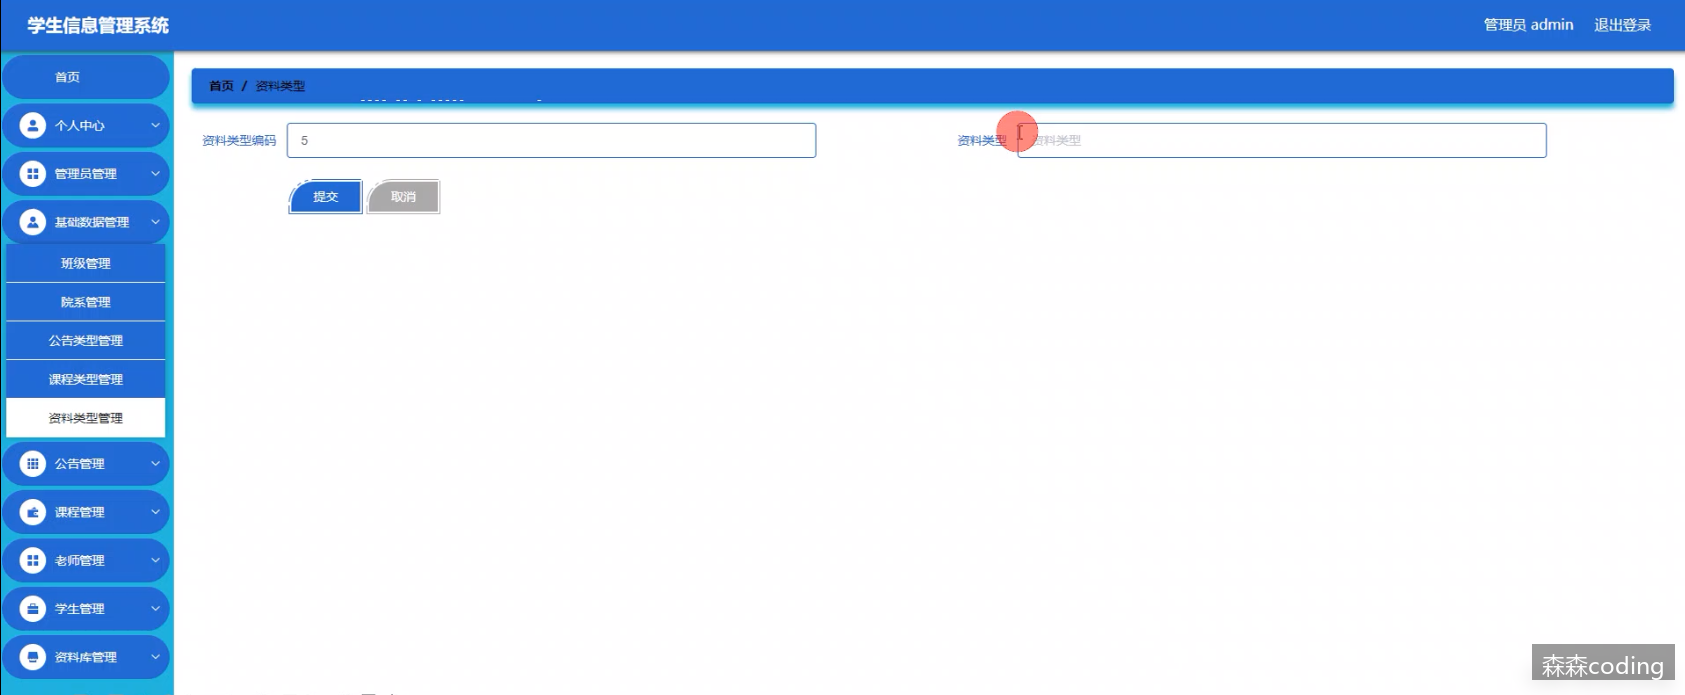 学生信息管理系统
管理员 admin 退出登录
首页
个人中心
管理员管理
基础数据管理
班级管理
院系管理
公告类型管理
课程类型管理
资料类型管理
公告管理
课程管理
老师管理
学生管理
资料库管理
首页 / 资料类型
资料类型编码 5
资料类型 资料类型
提交 取消
森森coding